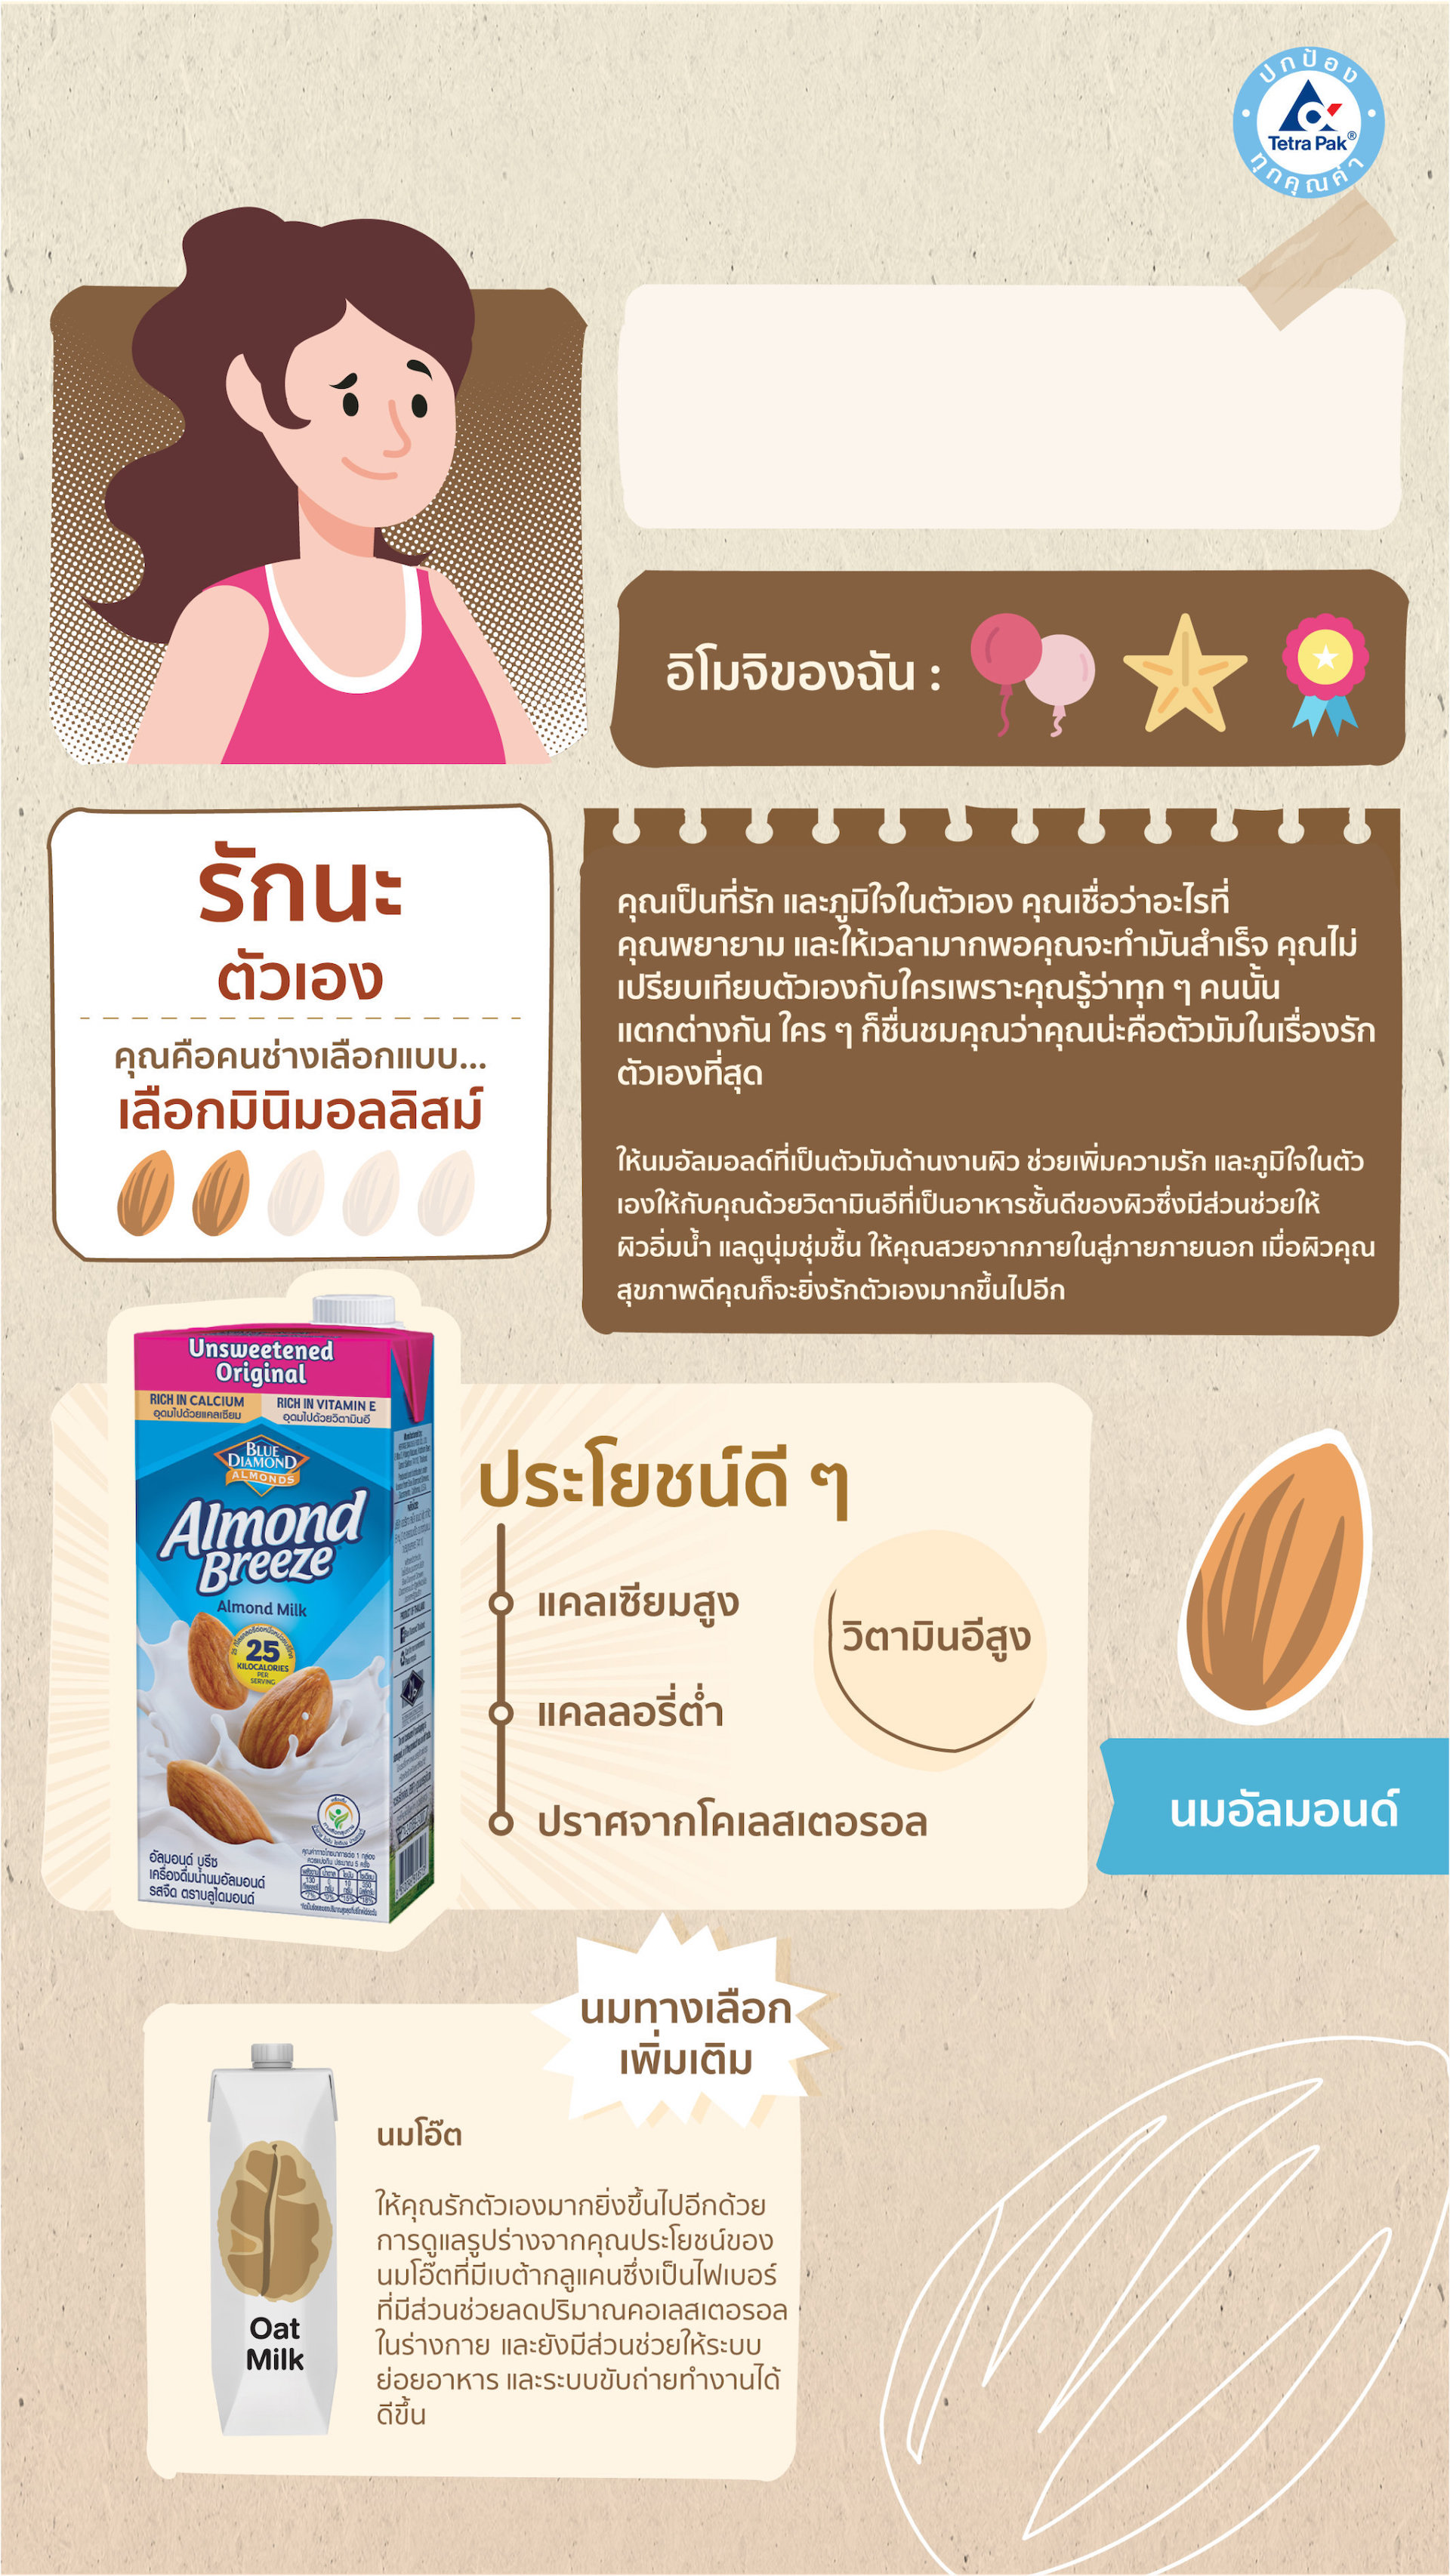 ปกป้อง
Tetra Pak®
ทุกคุณค่า
อิโมจิของฉัน :
รักนะ
ตัวเอง
คุณคือคนช่างเลือกแบบ...
เลือกมินิมอลลิสม์
คุณเป็นที่รัก และภูมิใจในตัวเอง คุณเชื่อว่าอะไรที่
คุณพยายาม และให้เวลามากพอคุณจะทำมันสำเร็จ คุณไม่
เปรียบเทียบตัวเองกับใครเพราะคุณรู้ว่าทุก ๆ คนนั้น
แตกต่างกัน ใคร ๆ ก็ชื่นชมคุณว่าคุณน่ะคือตัวมัมในเรื่องรัก
ตัวเองที่สุด
ให้นมอัลมอลด์ที่เป็นตัวมัมด้านงานผิว ช่วยเพิ่มความรัก และภูมิใจในตัว
เองให้กับคุณด้วยวิตามินอีที่เป็นอาหารชั้นดีของผิวซึ่งมีส่วนช่วยให้
ผิวอิ่มน้ำ แลดูนุ่มชุ่มชื้น ให้คุณสวยจากภายในสู่ภายภายนอก เมื่อผิวคุณ
สุขภาพดีคุณก็จะยิ่งรักตัวเองมากขึ้นไปอีก
Unsweetened
Original
RICH IN CALCIUM
อุดมไปด้วยแคลเซียม
RICH IN VITAMIN E
อุดมไปด้วยวิตามินอี
BLUE
DIAMOND
ALMONDS
Almond
Breeze
Almond Milk
25
KILOCALORIES
PER
SERVING
อัลมอนด์ บรีซ
เครื่องดื่มน้ำนมอัลมอนด์
รสจืด ตราบลูไดมอนด์
ประโยชน์ดี ๆ
แคลเซียมสูง
แคลลอรี่ต่ำ
ปราศจากโคเลสเตอรอล
วิตามินอีสูง
นมอัลมอนด์
นมทางเลือก
เพิ่มเติม
Oat
Milk
นมโอ๊ต
ให้คุณรักตัวเองมากยิ่งขึ้นไปอีกด้วย
การดูแลรูปร่างจากคุณประโยชน์ของ
นมโอ๊ตที่มีเบต้ากลูแคนซึ่งเป็นไฟเบอร์
ที่มีส่วนช่วยลดปริมาณคอเลสเตอรอล
ในร่างกาย และยังมีส่วนช่วยให้ระบบ
ย่อยอาหาร และระบบขับถ่ายทำงานได้
ดีขึ้น